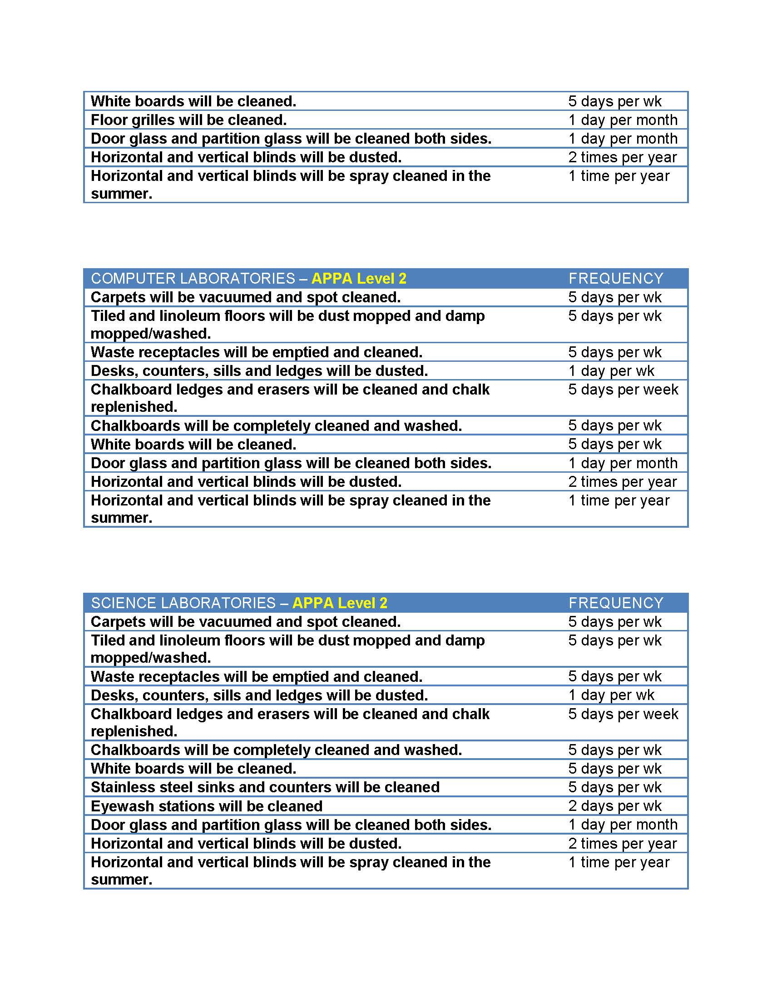 White boards will be cleaned. 5 days per wk
Floor grilles will be cleaned. 1 day per month
Door glass and partition glass will be cleaned both sides. 1 day per month
Horizontal and vertical blinds will be dusted. 2 times per year
Horizontal and vertical blinds will be spray cleaned in the 1 time per year
summer.
COMPUTER LABORATORIES – APPA Level 2 FREQUENCY
Carpets will be vacuumed and spot cleaned. 5 days per wk
Tiled and linoleum floors will be dust mopped and damp 5 days per wk
mopped/washed.
Waste receptacles will be emptied and cleaned. 5 days per wk
Desks, counters, sills and ledges will be dusted. 1 day per wk
Chalkboard ledges and erasers will be cleaned and chalk 5 days per week
replenished.
Chalkboards will be completely cleaned and washed. 5 days per wk
White boards will be cleaned. 5 days per wk
Door glass and partition glass will be cleaned both sides. 1 day per month
Horizontal and vertical blinds will be dusted. 2 times per year
Horizontal and vertical blinds will be spray cleaned in the 1 time per year
summer.
SCIENCE LABORATORIES – APPA Level 2 FREQUENCY
Carpets will be vacuumed and spot cleaned. 5 days per wk
Tiled and linoleum floors will be dust mopped and damp 5 days per wk
mopped/washed.
Waste receptacles will be emptied and cleaned. 5 days per wk
Desks, counters, sills and ledges will be dusted. 1 day per wk
Chalkboard ledges and erasers will be cleaned and chalk 5 days per week
replenished.
Chalkboards will be completely cleaned and washed. 5 days per wk
White boards will be cleaned. 5 days per wk
Stainless steel sinks and counters will be cleaned 5 days per wk
Eyewash stations will be cleaned 2 days per wk
Door glass and partition glass will be cleaned both sides. 1 day per month
Horizontal and vertical blinds will be dusted. 2 times per year
Horizontal and vertical blinds will be spray cleaned in the 1 time per year
summer.